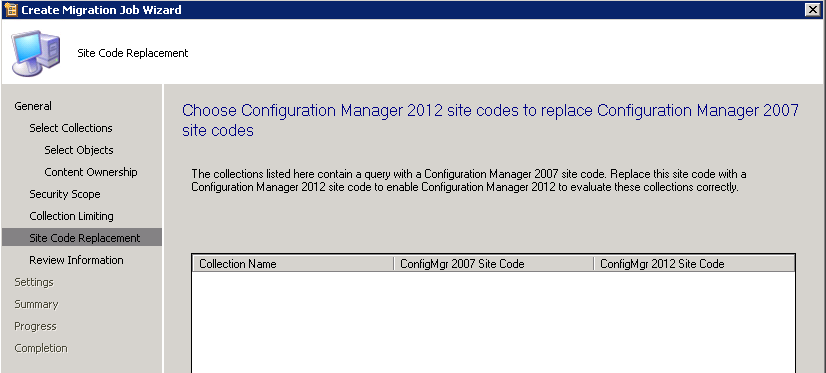 Create Migration Job Wizard
Site Code Replacement
General
Select Collections
Select Objects
Content Ownership
Security Scope
Collection Limiting
Site Code Replacement
Review Information
Settings
Summary
Progress
Completion
Choose Configuration Manager 2012 site codes to replace Configuration Manager 2007
site codes
The collections listed here contain a query with a Configuration Manager 2007 site code. Replace this site code with a
Configuration Manager 2012 site code to enable Configuration Manager 2012 to evaluate these collections correctly.
Collection Name ConfigMgr 2007 Site Code ConfigMgr 2012 Site Code